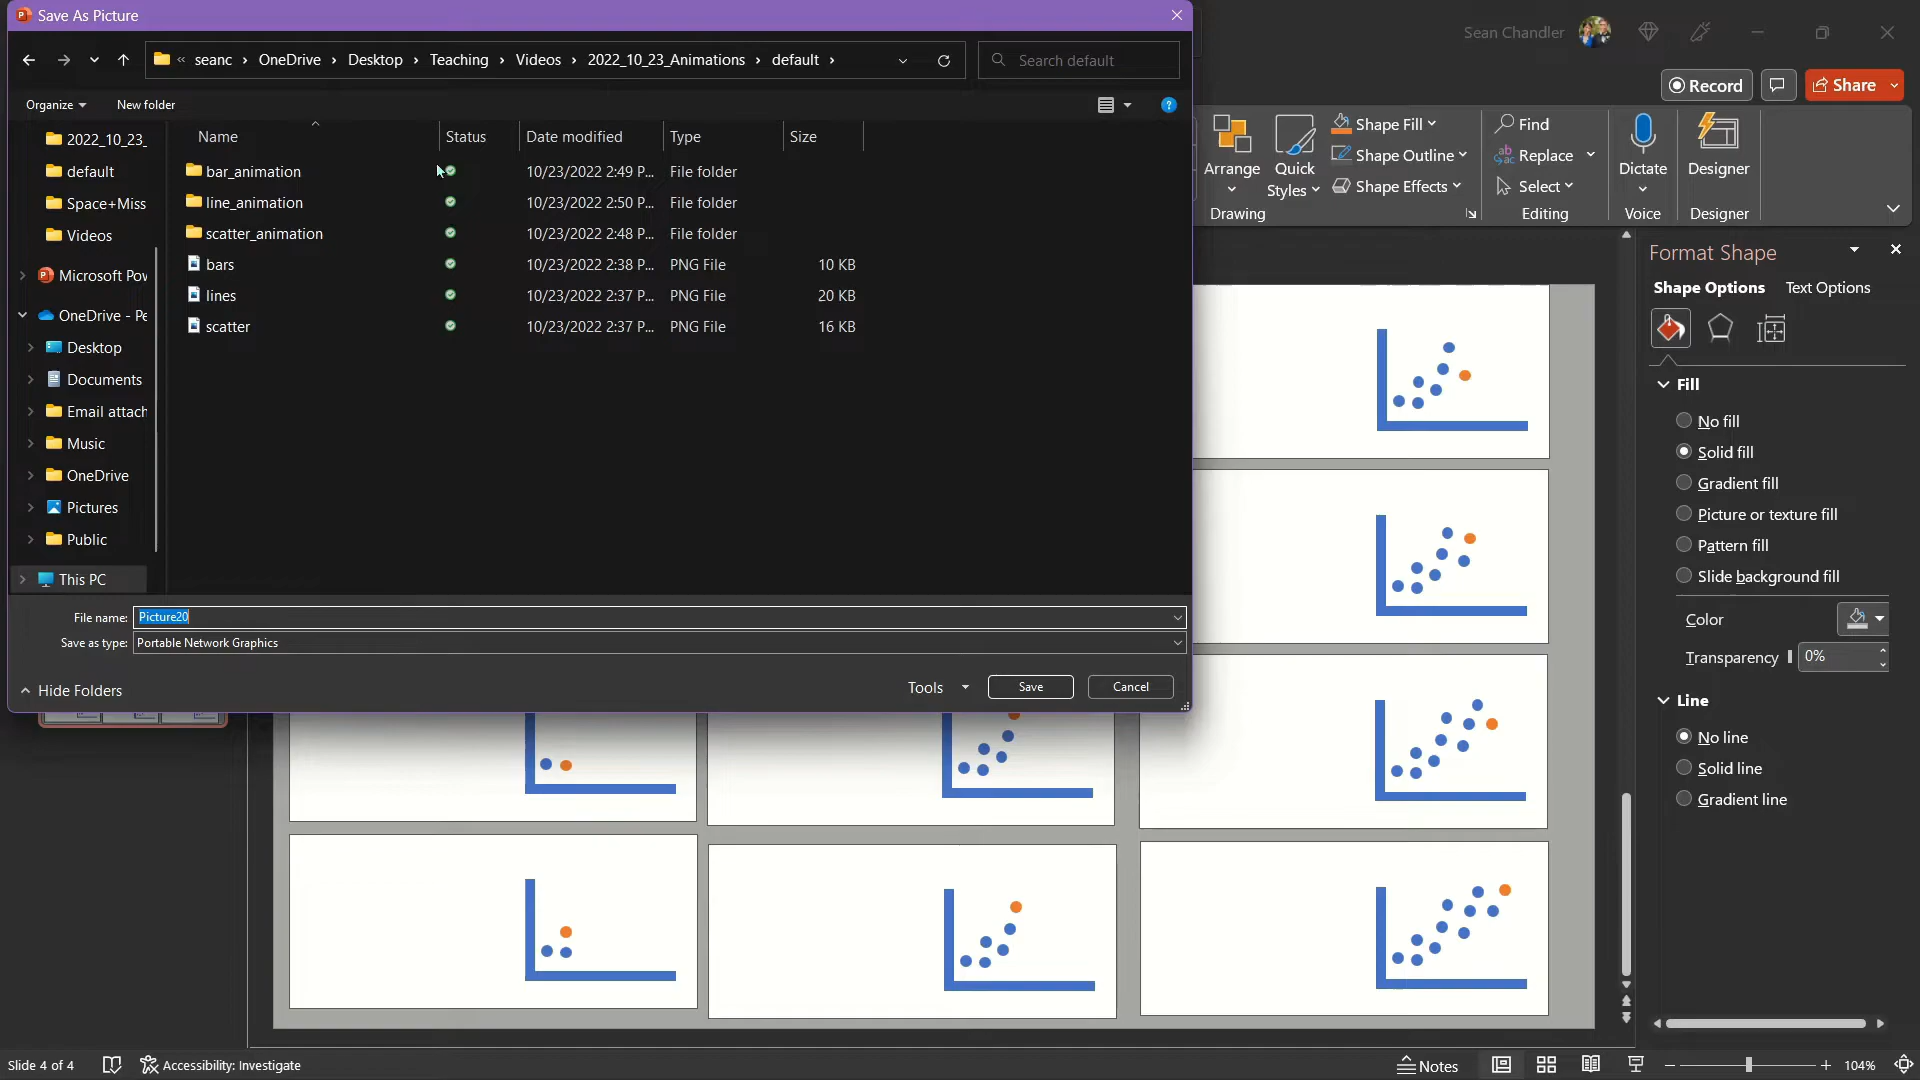 Save As Picture
« seanc › OneDrive › Desktop › Teaching › Videos › 2022_10_23_Animations › default ›
Search default
Organize
New folder
Name
Status
Date modified
Type
Size
2022_10_23_
default
Space+Miss
Videos
Microsoft Pov
OneDrive - Pe
Desktop
Documents
Email attach
Music
OneDrive
Pictures
Public
This PC
bar_animation 10/23/2022 2:49 P... File folder
line_animation 10/23/2022 2:50 P... File folder
scatter_animation 10/23/2022 2:48 P... File folder
bars 10/23/2022 2:38 P... PNG File 10 KB
lines 10/23/2022 2:37 P... PNG File 20 KB
scatter 10/23/2022 2:37 P... PNG File 16 KB
File name: Picture20
Save as type: Portable Network Graphics
Hide Folders
Tools
Save
Cancel
Sean Chandler
Record
Share
Arrange
Quick Styles
Shape Fill
Shape Outline
Shape Effects
Drawing
Find
Replace
Select
Editing
Dictate
Voice
Designer
Designer
Format Shape
Shape Options
Text Options
Fill
No fill
Solid fill
Gradient fill
Picture or texture fill
Pattern fill
Slide background fill
Color
Transparency 0%
Line
No line
Solid line
Gradient line
Slide 4 of 4
Accessibility: Investigate
Notes
104%